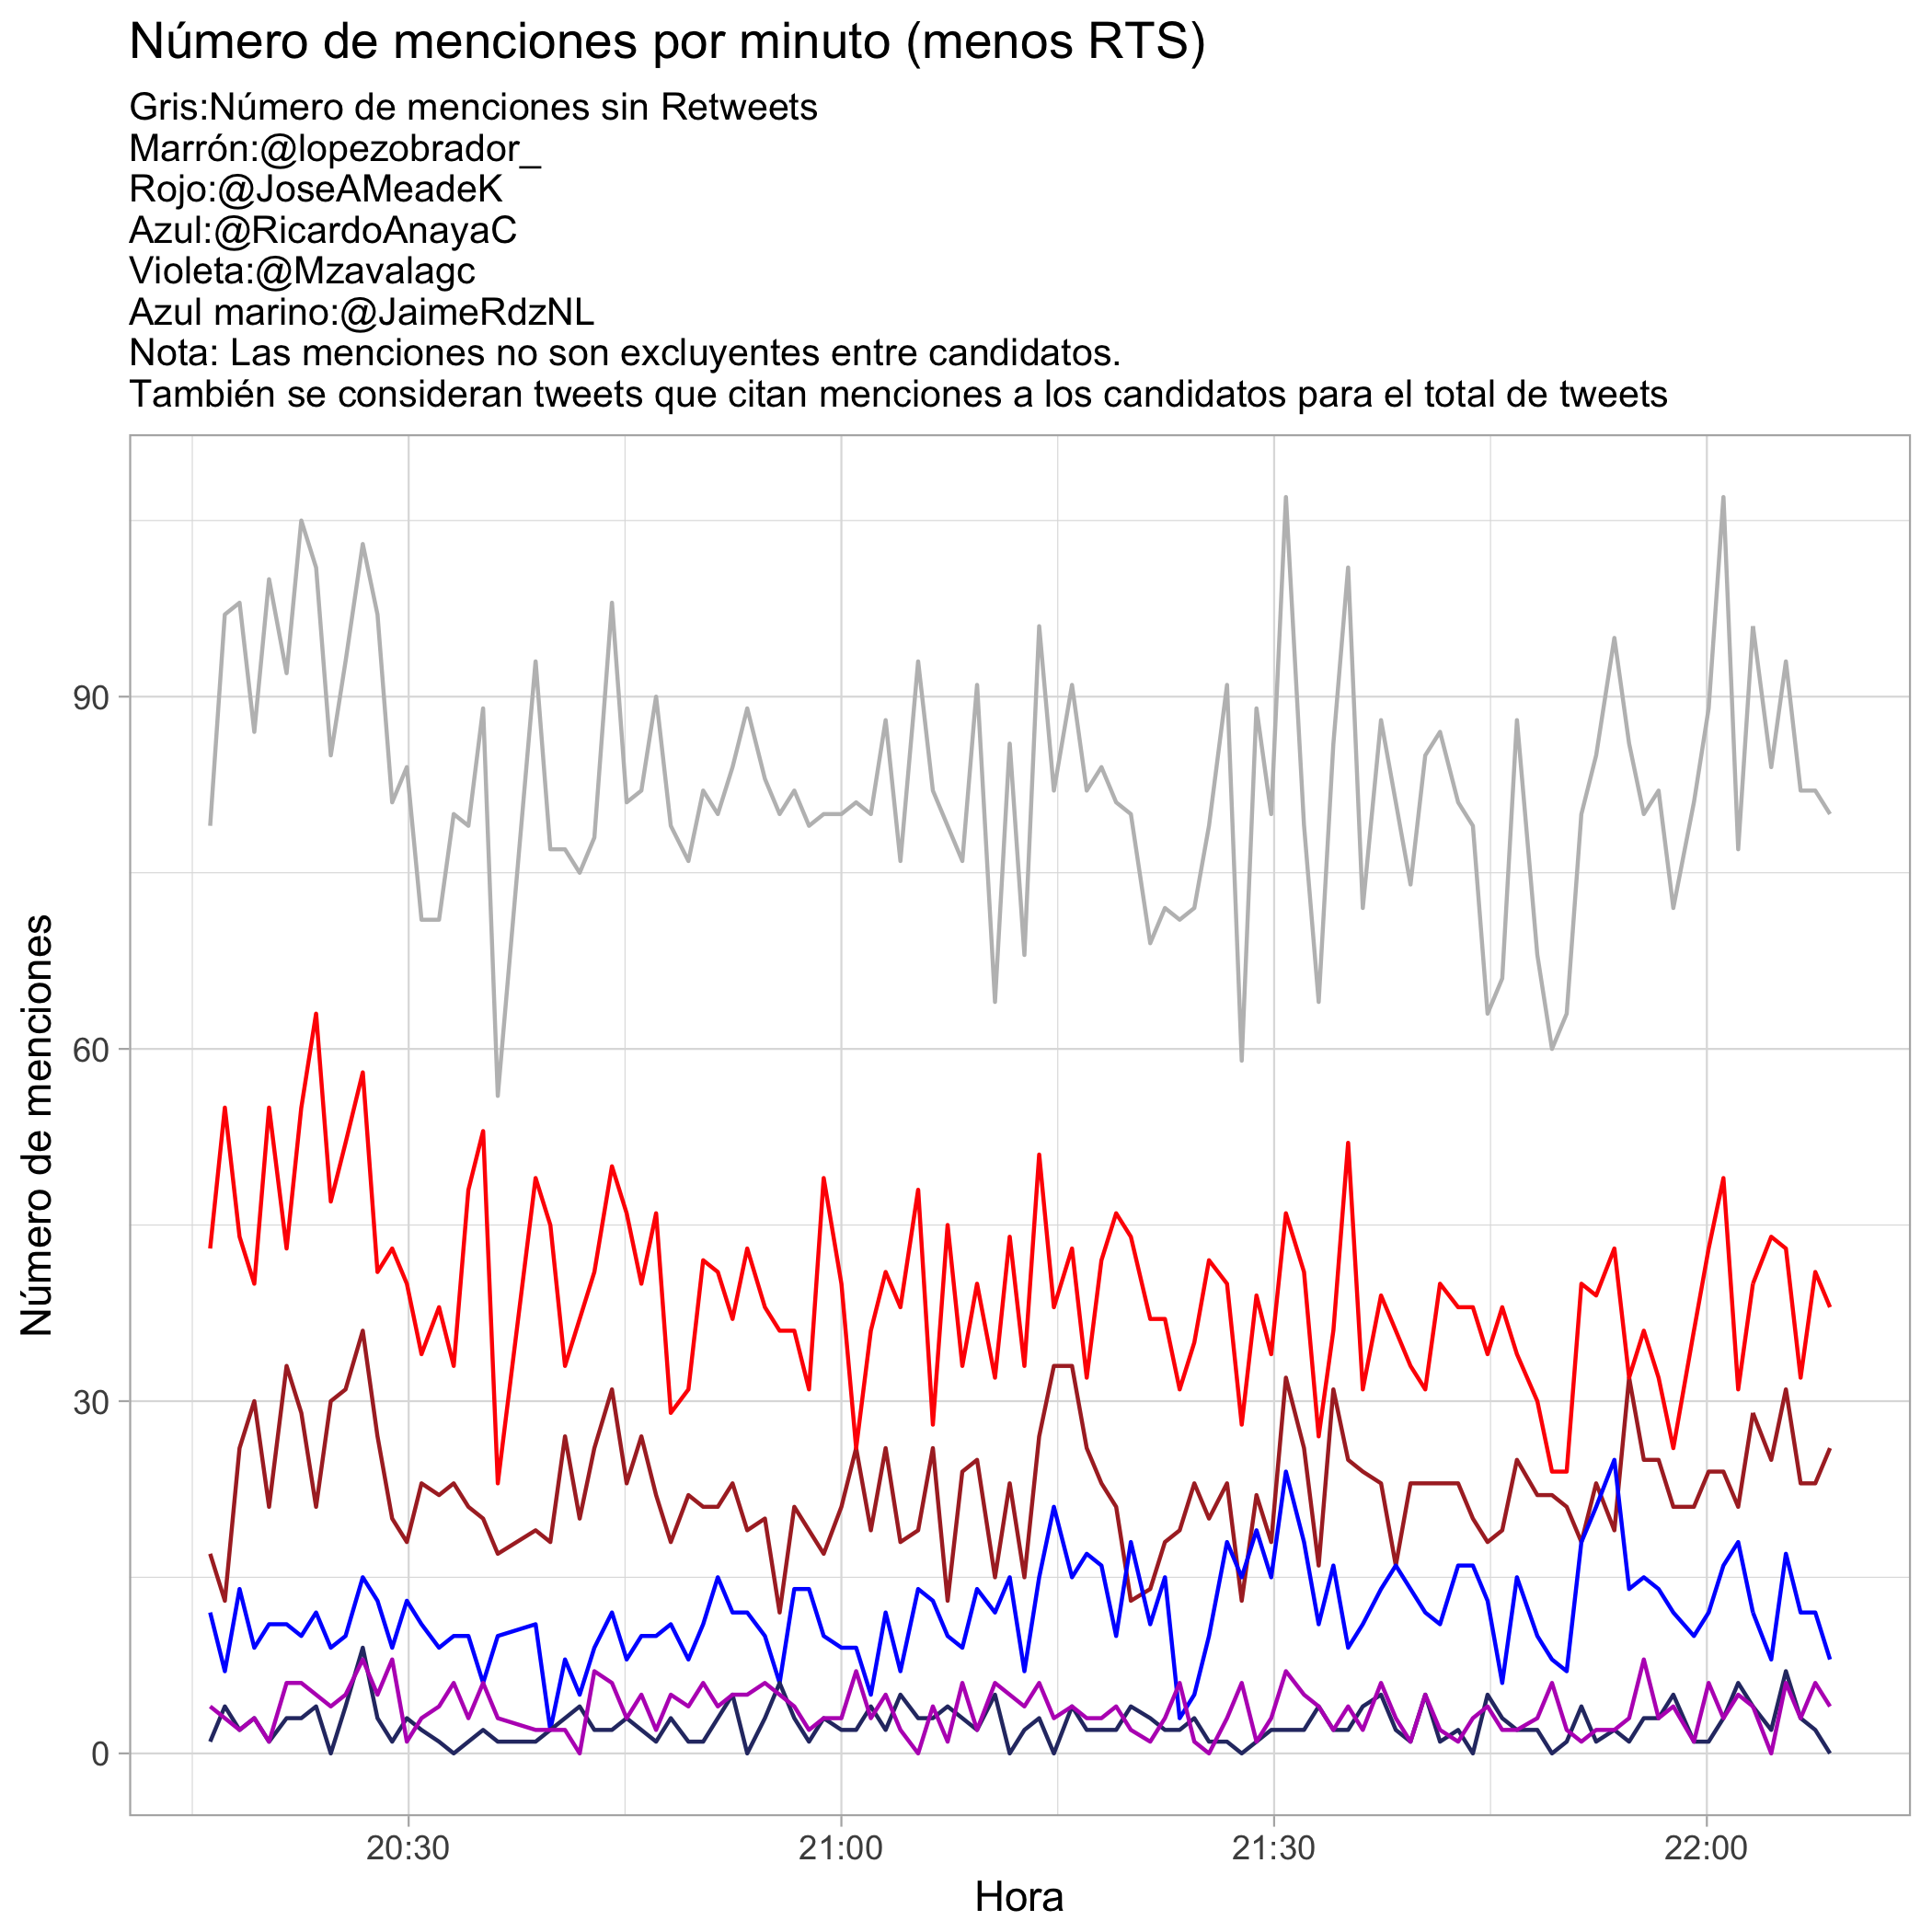 Número de menciones por minuto (menos RTS)
Gris:Número de menciones sin Retweets
Marrón:@lopezobrador_
Rojo:@JoseAMeadeK
Azul:@RicardoAnayaC
Violeta:@Mzavalagc
Azul marino:@JaimeRdzNL
Nota: Las menciones no son excluyentes entre candidatos.
También se consideran tweets que citan menciones a los candidatos para el total de tweets
Número de menciones
90
60
30
0
20:30
21:00
21:30
22:00
Hora